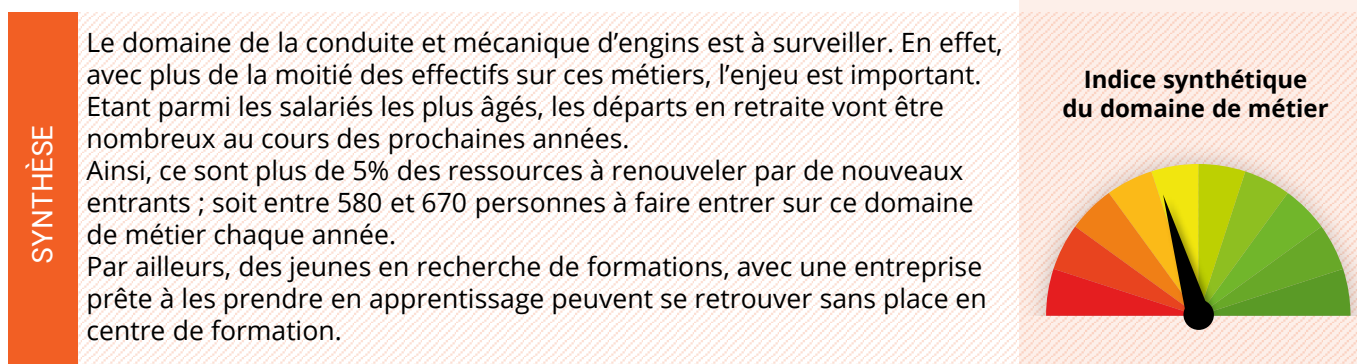 SYNTHÈSE
Le domaine de la conduite et mécanique d’engins est à surveiller. En effet,
avec plus de la moitié des effectifs sur ces métiers, l’enjeu est important.
Etant parmi les salariés les plus âgés, les départs en retraite vont être
nombreux au cours des prochaines années.
Ainsi, ce sont plus de 5% des ressources à renouveler par de nouveaux
entrants ; soit entre 580 et 670 personnes à faire entrer sur ce domaine
de métier chaque année.
Par ailleurs, des jeunes en recherche de formations, avec une entreprise
prête à les prendre en apprentissage peuvent se retrouver sans place en
centre de formation.
Indice synthétique
du domaine de métier